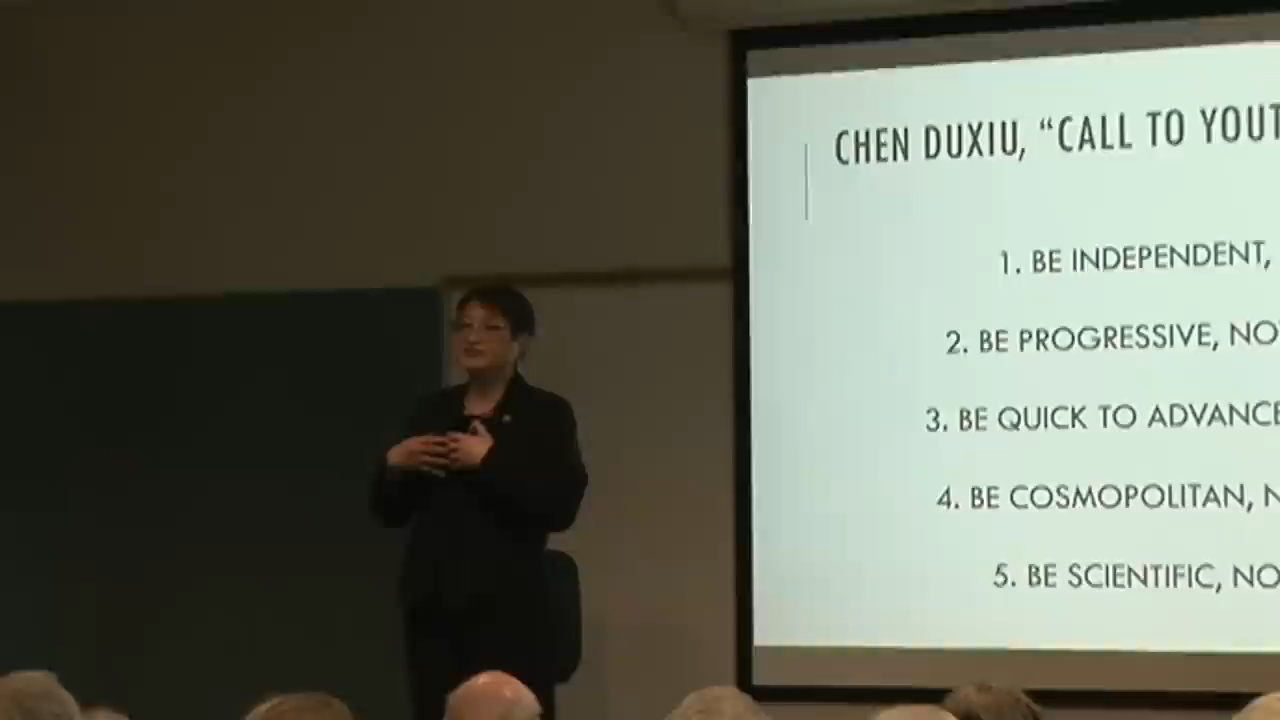 CHEN DUXIU, “CALL TO YOUT
1. BE INDEPENDENT,
2. BE PROGRESSIVE, NO
3. BE QUICK TO ADVANCE
4. BE COSMOPOLITAN, N
5. BE SCIENTIFIC, NO